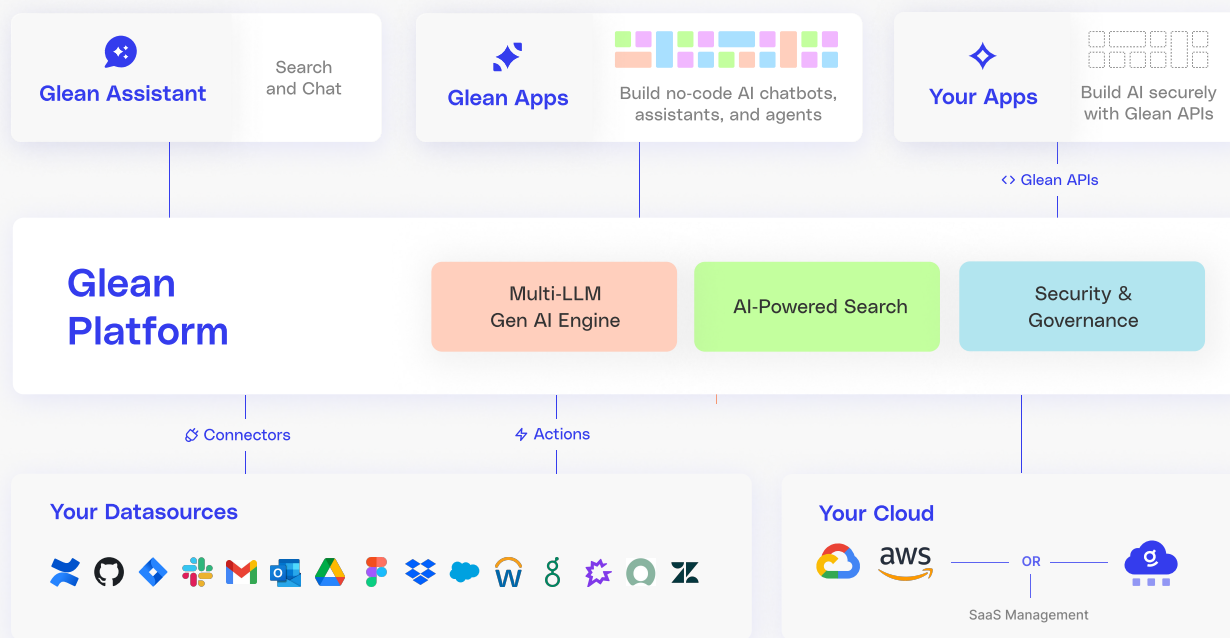 Glean Assistant
Search
and Chat
Glean Apps
Build no-code AI chatbots,
assistants, and agents
Your Apps
Build AI securely
with Glean APIs
<> Glean APIs
Glean
Platform
Multi-LLM
Gen AI Engine
AI-Powered Search
Security &
Governance
Connectors
Actions
Your Datasources
Your Cloud
aws
OR
g
SaaS Management